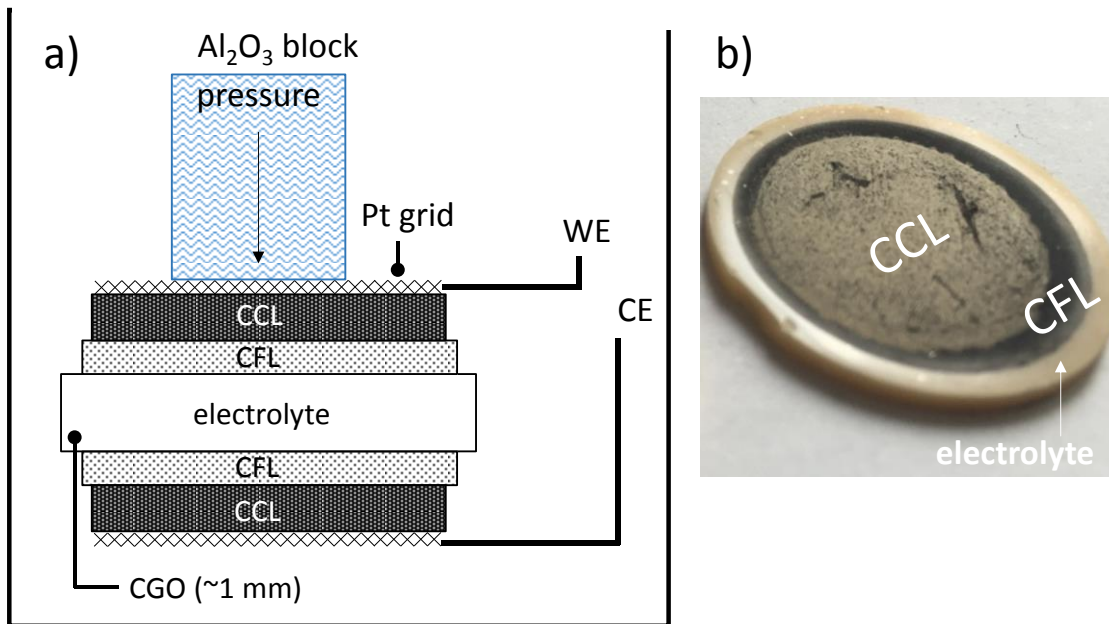 a)
Al₂O₃ block
pressure
Pt grid
WE
CE
CCL
CFL
electrolyte
CFL
CCL
CGO (~1 mm)
b)
CCL
CFL
electrolyte